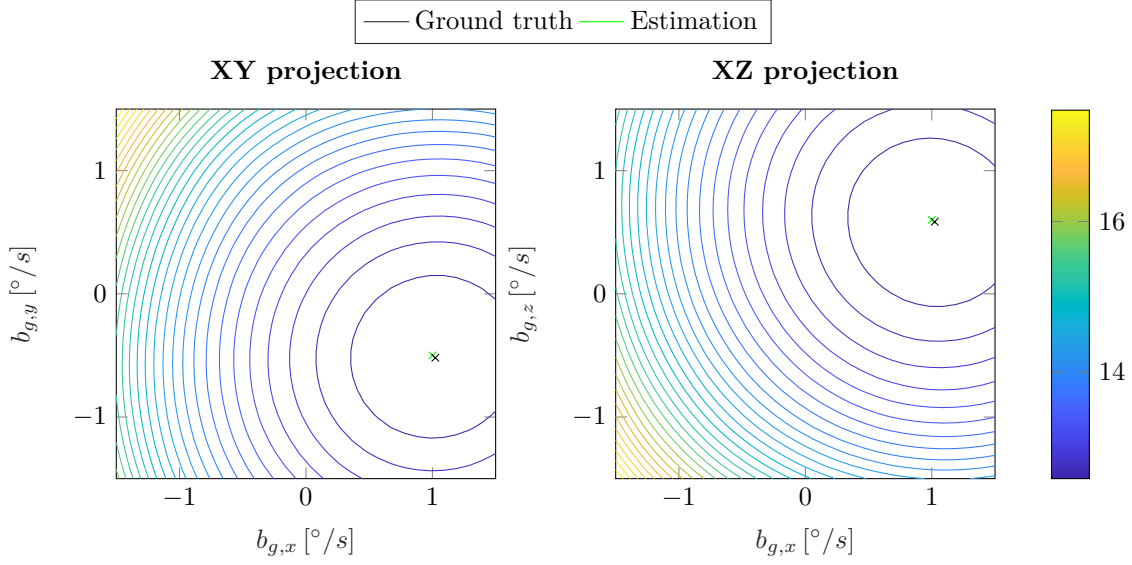 Ground truth Estimation
XY projection
XZ projection
1
0
−1
b_{g,y} [°/s]
−1 0 1
b_{g,x} [°/s]
1
0
−1
b_{g,z} [°/s]
−1 0 1
b_{g,x} [°/s]
16
14